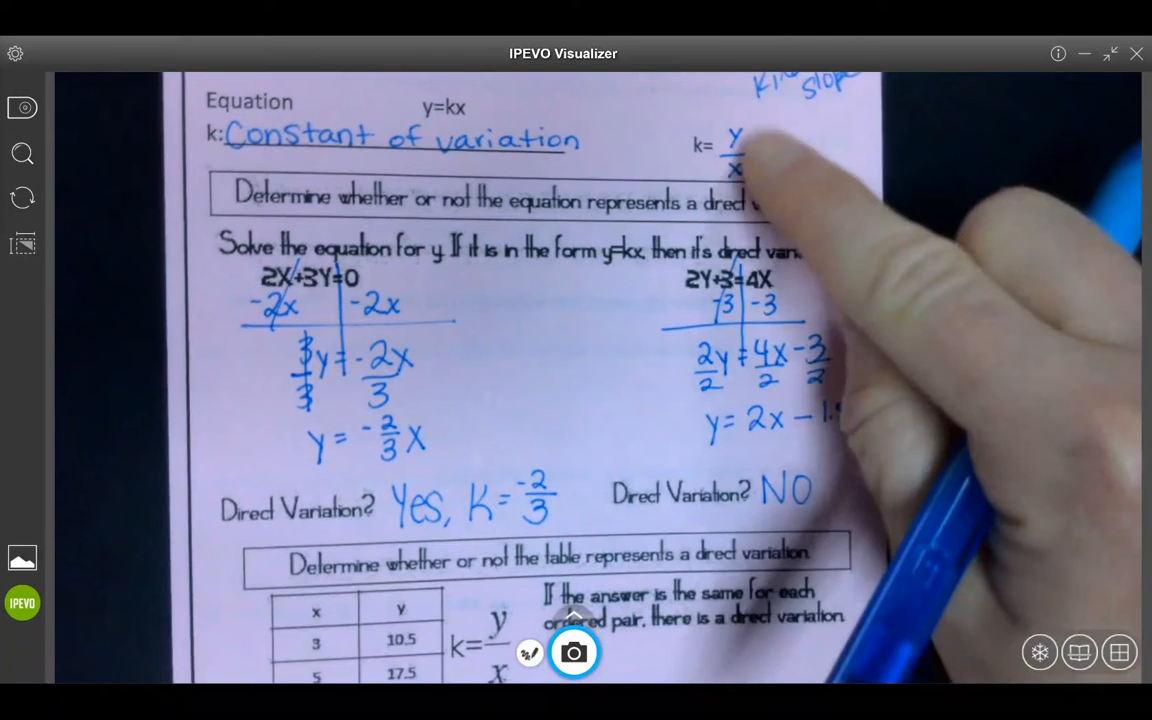 IPEVO Visualizer
slope
Equation y=kx
k: Constant of variation k= y/x
Determine whether or not the equation represents a direct
Solve the equation for y. If it is in the form y=kx, then it's direct
2X+3Y=0 2Y+3=4X
-2x -2x -3 -3
3y/3 = -2x/3 2y/2 = 4x/2 - 3/2
y = -2/3 x y = 2x - 1.
Direct Variation? Yes, K = -2/3 Direct Variation? NO
Determine whether or not the table represents a direct variation.
If the answer is the same for each
ordered pair, there is a direct variation.
x y
3 10.5
k= y/x
5 17.5
IPEVO